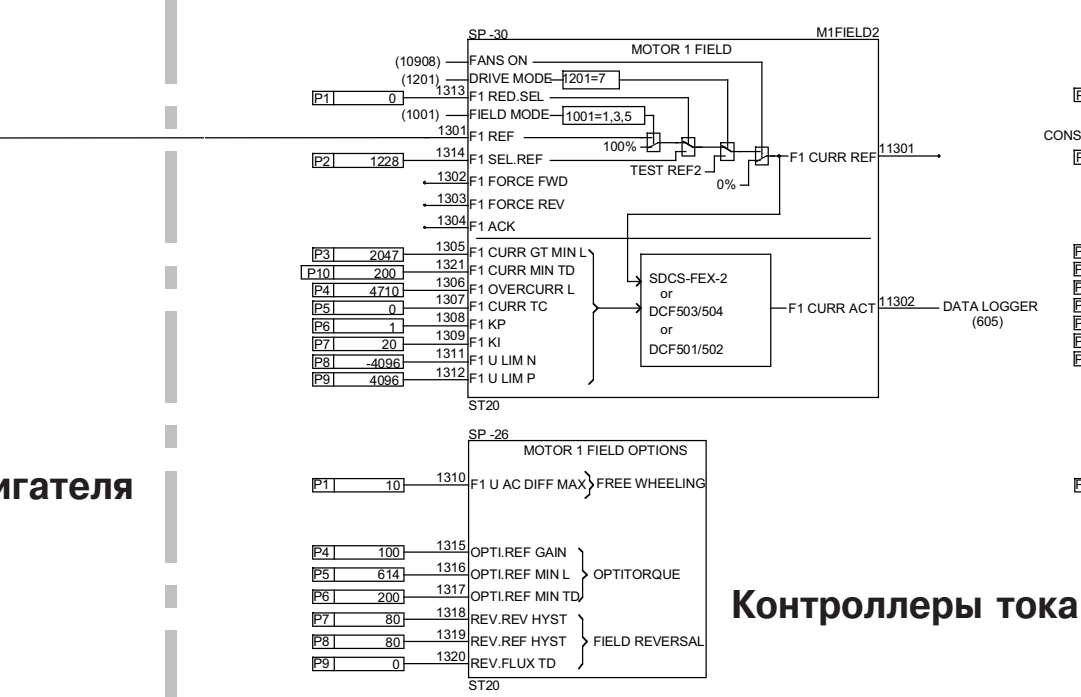 SP -30 M1FIELD2
MOTOR 1 FIELD
(10908) FANS ON
(1201) DRIVE MODE 1201=7
P1 0 1313 F1 RED.SEL
(1001) FIELD MODE 1001=1,3,5
1301 F1 REF
100%
P2 1228 1314 F1 SEL.REF
TEST REF2
0%
F1 CURR REF 11301
1302 F1 FORCE FWD
1303 F1 FORCE REV
1304 F1 ACK
P3 2047 1305 F1 CURR GT MIN L
P10 200 1321 F1 CURR MIN TD
P4 4710 1306 F1 OVERCURR L
P5 0 1307 F1 CURR TC
P6 1 1308 F1 KP
P7 20 1309 F1 KI
P8 -4096 1311 F1 U LIM N
P9 4096 1312 F1 U LIM P
SDCS-FEX-2
or
DCF503/504
or
DCF501/502
F1 CURR ACT 11302 DATA LOGGER
(605)
ST20
CONS
SP -26
MOTOR 1 FIELD OPTIONS
игателя
P1 10 1310 F1 U AC DIFF MAX FREE WHEELING
P4 100 1315 OPTI.REF GAIN
P5 614 1316 OPTI.REF MIN L OPTITORQUE
P6 200 1317 OPTI.REF MIN TD
P7 80 1318 REV.REV HYST
P8 80 1319 REV.REF HYST FIELD REVERSAL
P9 0 1320 REV.FLUX TD
ST20
Контроллеры тока